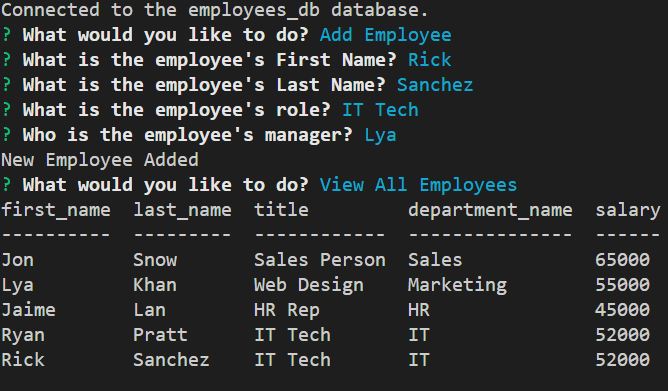 Connected to the employees_db database.
? What would you like to do? Add Employee
? What is the employee's First Name? Rick
? What is the employee's Last Name? Sanchez
? What is the employee's role? IT Tech
? Who is the employee's manager? Lya
New Employee Added
? What would you like to do? View All Employees
first_name  last_name  title         department_name  salary
----------  ---------  ------------  ---------------  ------
Jon         Snow       Sales Person  Sales            65000
Lya         Khan       Web Design    Marketing        55000
Jaime       Lan        HR Rep        HR               45000
Ryan        Pratt      IT Tech       IT               52000
Rick        Sanchez    IT Tech       IT               52000